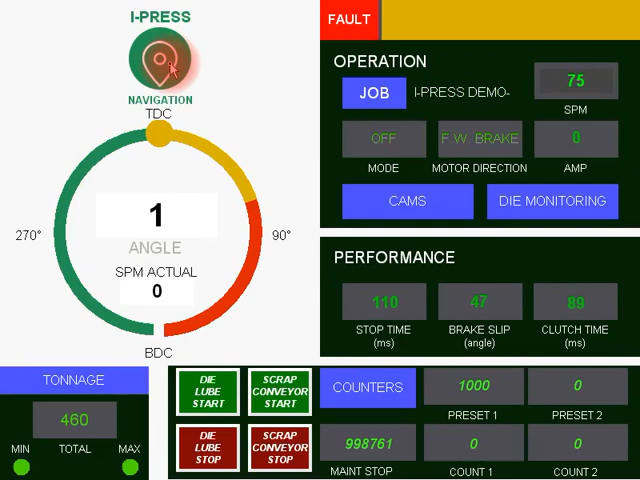 I-PRESS
NAVIGATION
TDC
270°
90°
1
ANGLE
SPM ACTUAL
0
BDC
FAULT
OPERATION
JOB
I-PRESS DEMO-
75
SPM
OFF
F.W. BRAKE
0
MODE
MOTOR DIRECTION
AMP
CAMS
DIE MONITORING
PERFORMANCE
110
47
89
STOP TIME
(ms)
BRAKE SLIP
(angle)
CLUTCH TIME
(ms)
TONNAGE
460
MIN
TOTAL
MAX
DIE
LUBE
START
SCRAP
CONVEYOR
START
DIE
LUBE
STOP
SCRAP
CONVEYOR
STOP
COUNTERS
1000
0
PRESET 1
PRESET 2
998761
0
0
MAINT STOP
COUNT 1
COUNT 2